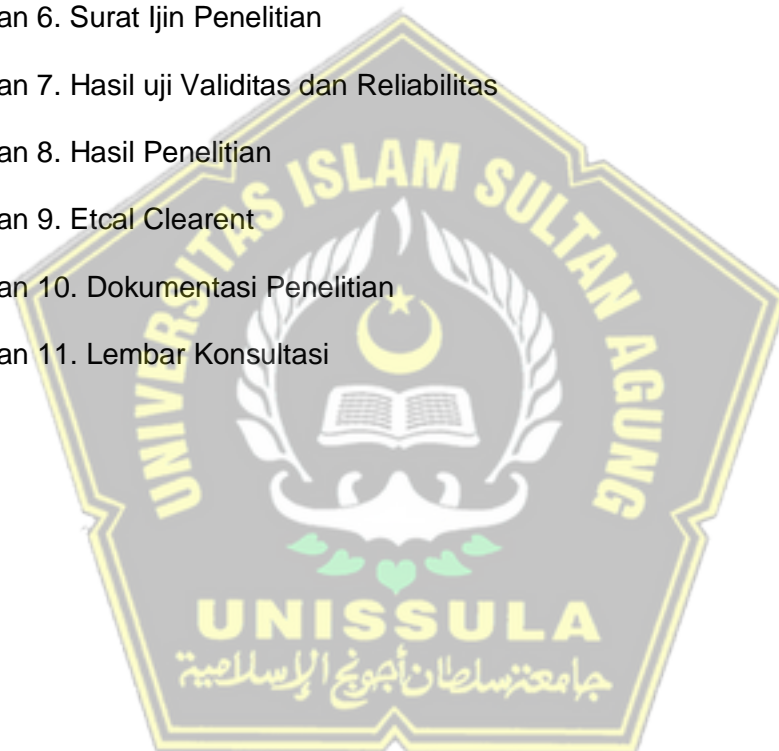 an 6. Surat Ijin Penelitian
an 7. Hasil uji Validitas dan Reliabilitas
an 8. Hasil Penelitian
an 9. Etcal Clearent
an 10. Dokumentasi Penelitian
an 11. Lembar Konsultasi
UNIVERSITAS ISLAM SULTAN AGUNG
UNISSULA
جامعة سلطان أجونج الإسلامية